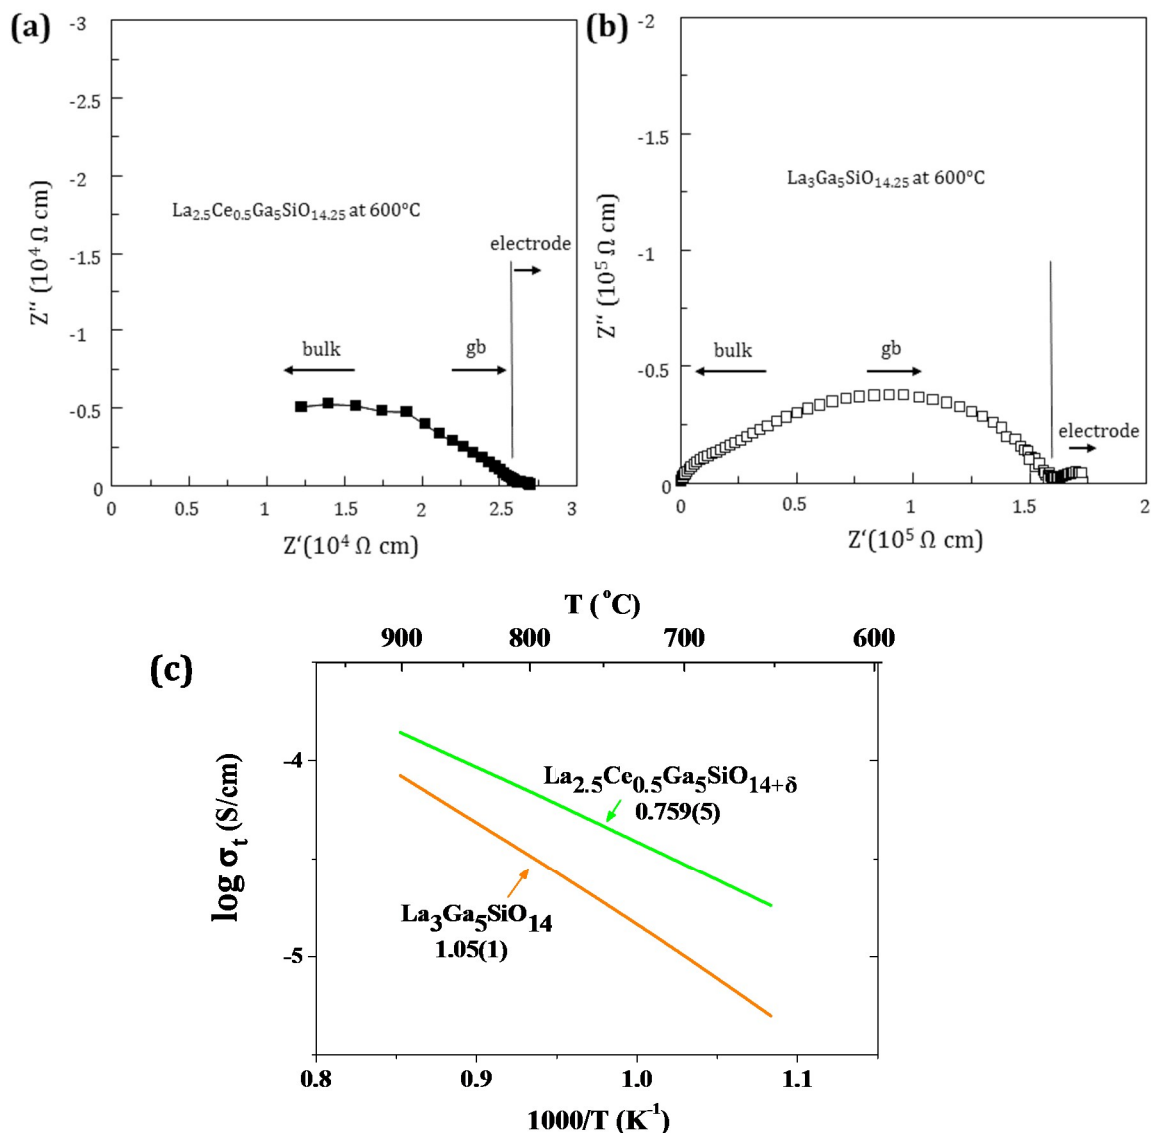 (a)
-3
-2.5
-2
-1.5
-1
-0.5
0
Z″ (10⁴ Ω cm)
La₂.₅Ce₀.₅Ga₅SiO₁₄.₂₅ at 600°C
electrode
bulk
gb
0 0.5 1 1.5 2 2.5 3
Z‘(10⁴ Ω cm)
(b)
-2
-1.5
-1
-0.5
0
Z″ (10⁵ Ω cm)
La₃Ga₅SiO₁₄.₂₅ at 600°C
bulk
gb
electrode
0 0.5 1 1.5 2
Z‘(10⁵ Ω cm)
(c)
T (°C)
900 800 700 600
-4
-5
log σₜ (S/cm)
La₂.₅Ce₀.₅Ga₅SiO₁₄₊δ
0.759(5)
La₃Ga₅SiO₁₄
1.05(1)
0.8 0.9 1.0 1.1
1000/T (K⁻¹)